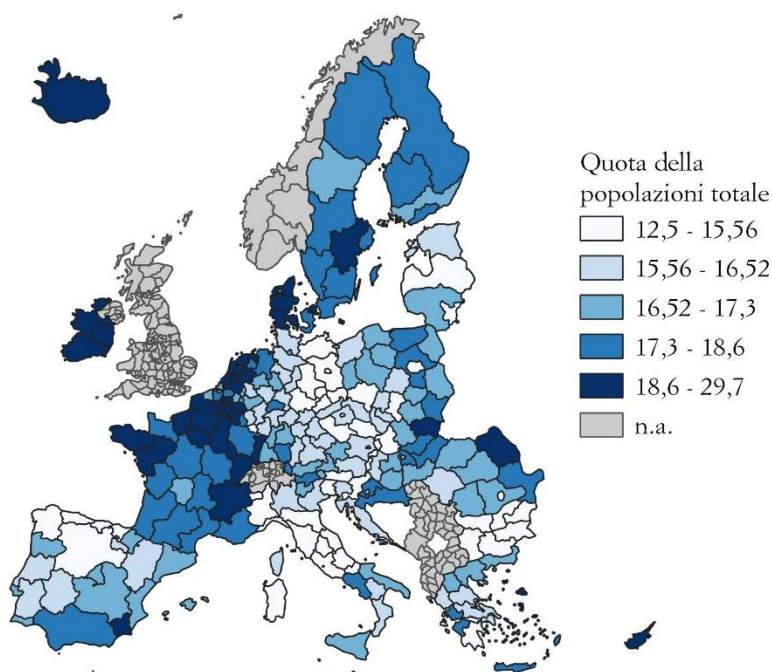 Quota della
popolazioni totale
12,5 - 15,56
15,56 - 16,52
16,52 - 17,3
17,3 - 18,6
18,6 - 29,7
n.a.